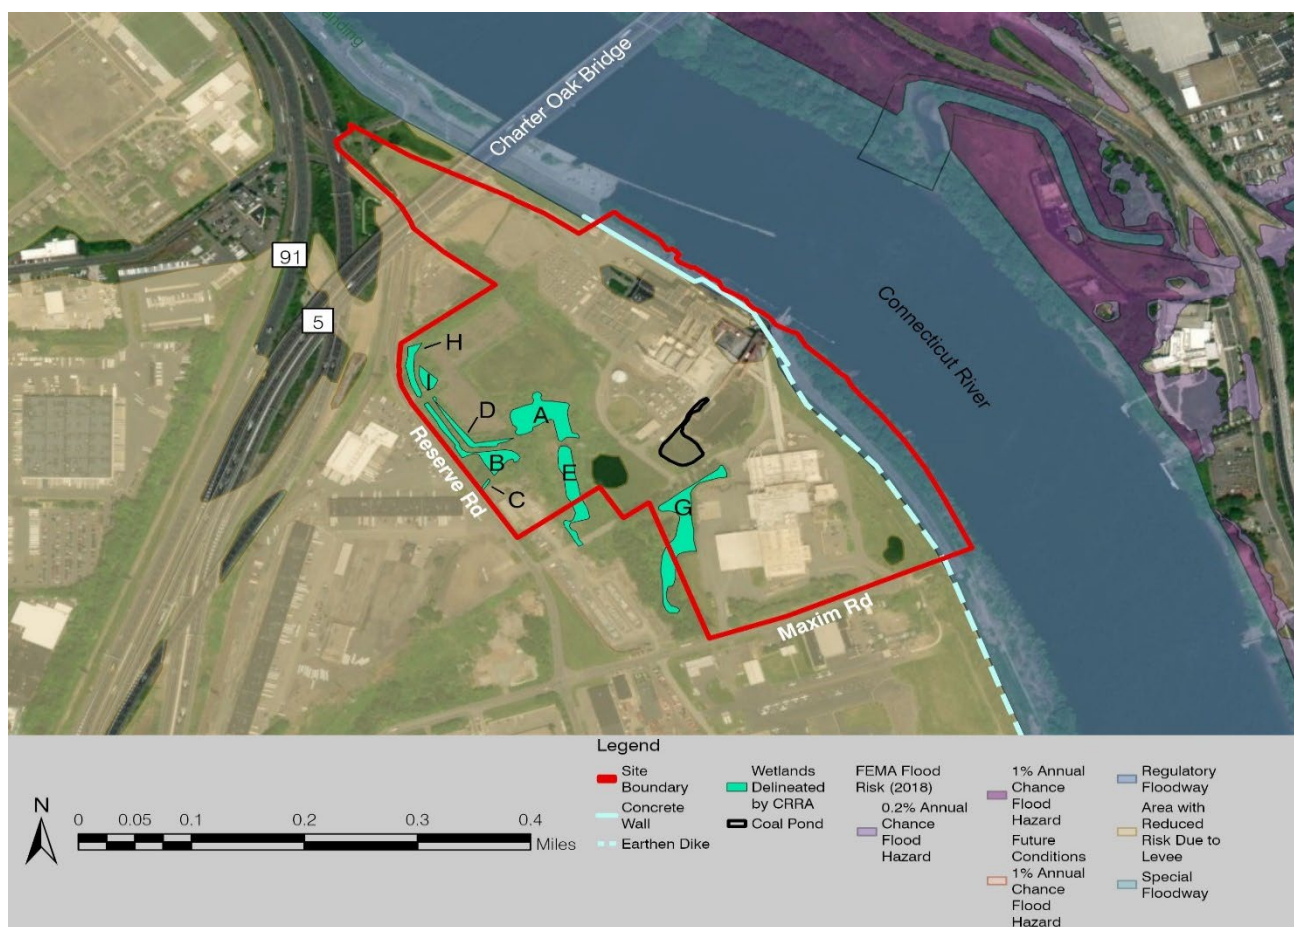 anding
Charter Oak Bridge
91
5
Connecticut River
H
I
D
A
B
E
C
G
Reserve Rd
Maxim Rd
Legend
Site
Boundary
Concrete
Wall
Earthen Dike
Wetlands
Delineated
by CRRA
Coal Pond
FEMA Flood
Risk (2018)
0.2% Annual
Chance
Flood
Hazard
1% Annual
Chance
Flood
Hazard
Future
Conditions
1% Annual
Chance
Flood
Hazard
Regulatory
Floodway
Area with
Reduced
Risk Due to
Levee
Special
Floodway
N
0 0.05 0.1 0.2 0.3 0.4
Miles